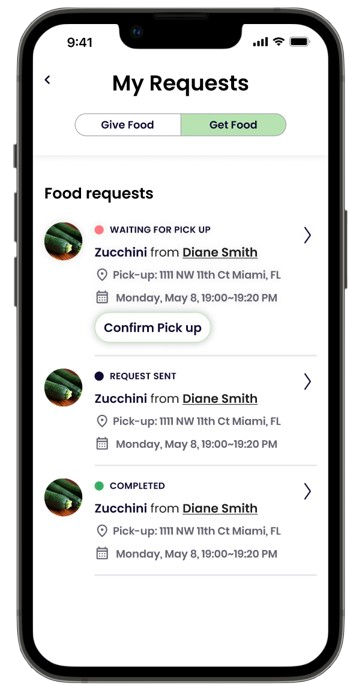 9:41
My Requests
Give Food
Get Food
Food requests
WAITING FOR PICK UP
Zucchini from Diane Smith
Pick-up: 1111 NW 11th Ct Miami, FL
Monday, May 8, 19:00~19:20 PM
Confirm Pick up
REQUEST SENT
Zucchini from Diane Smith
Pick-up: 1111 NW 11th Ct Miami, FL
Monday, May 8, 19:00~19:20 PM
COMPLETED
Zucchini from Diane Smith
Pick-up: 1111 NW 11th Ct Miami, FL
Monday, May 8, 19:00~19:20 PM